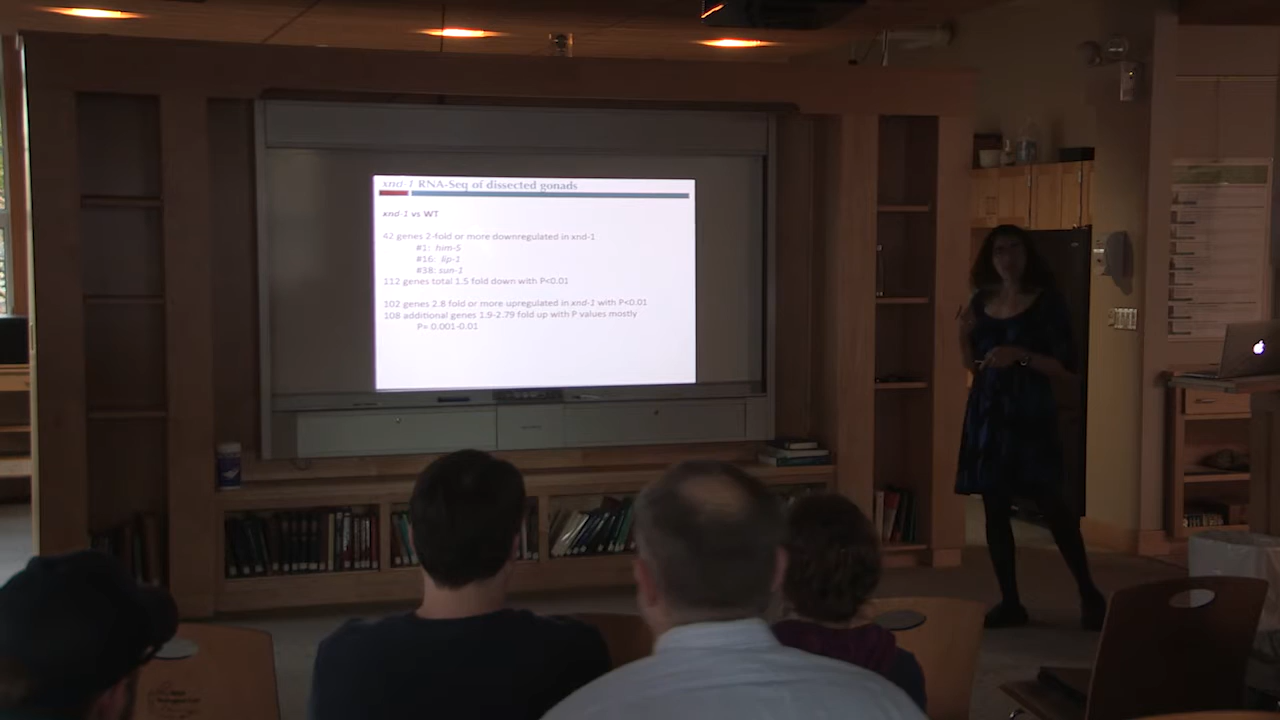 xnd-1 RNA-Seq of dissected gonads
xnd-1 vs WT
42 genes 2-fold or more downregulated in xnd-1
#1: him-5
#16: lip-1
#38: sun-1
112 genes total 1.5 fold down with P<0.01
102 genes 2.8 fold or more upregulated in xnd-1 with P<0.01
108 additional genes 1.9-2.79 fold up with P values mostly
P= 0.001-0.01